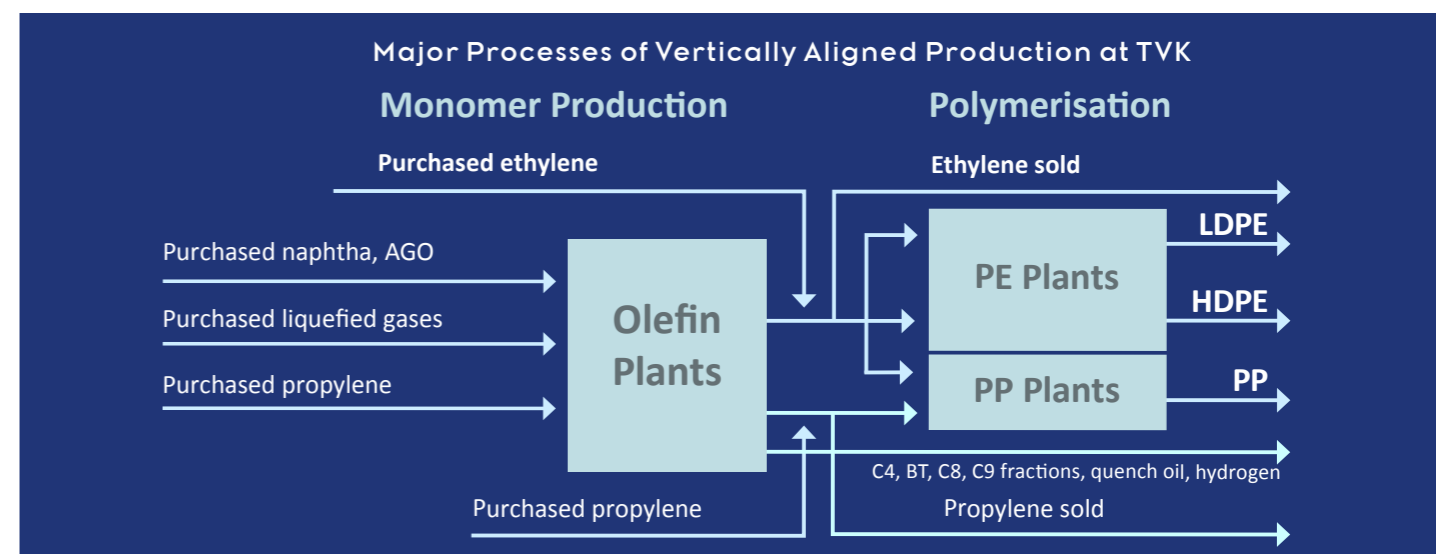 Major Processes of Vertically Aligned Production at TVK
Monomer Production
Polymerisation
Purchased ethylene
Ethylene sold
Purchased naphtha, AGO
Purchased liquefied gases
Purchased propylene
Olefin
Plants
PE Plants
PP Plants
LDPE
HDPE
PP
C4, BT, C8, C9 fractions, quench oil, hydrogen
Purchased propylene
Propylene sold